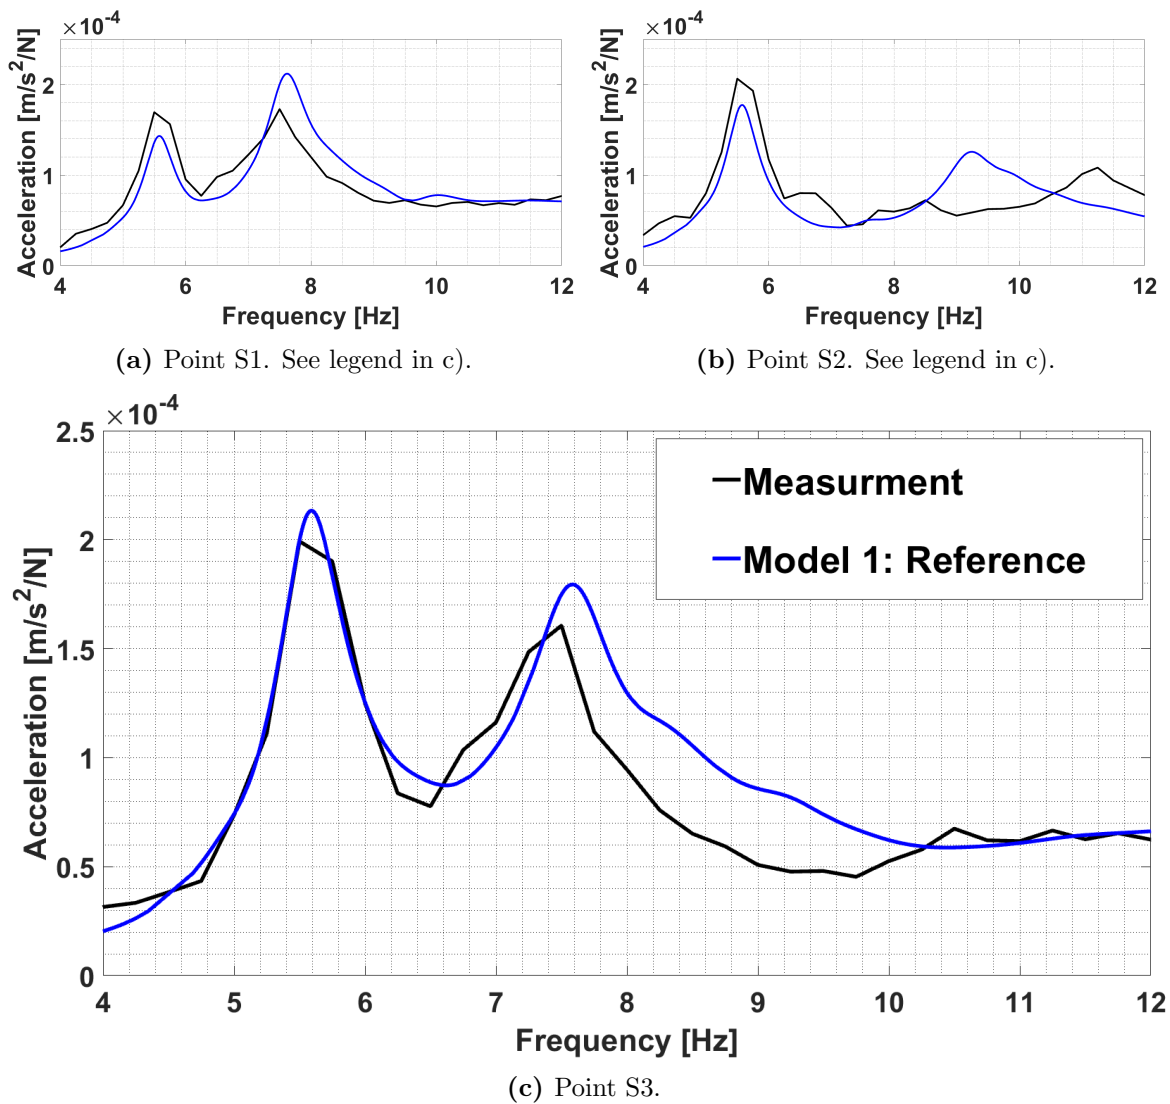 ×10⁻⁴
Acceleration [m/s²/N]
2
1
0
4 6 8 10 12
Frequency [Hz]
(a) Point S1. See legend in c).
×10⁻⁴
Acceleration [m/s²/N]
2
1
0
4 6 8 10 12
Frequency [Hz]
(b) Point S2. See legend in c).
×10⁻⁴
Acceleration [m/s²/N]
2.5
2
1.5
1
0.5
0
Measurment
Model 1: Reference
4 5 6 7 8 9 10 11 12
Frequency [Hz]
(c) Point S3.